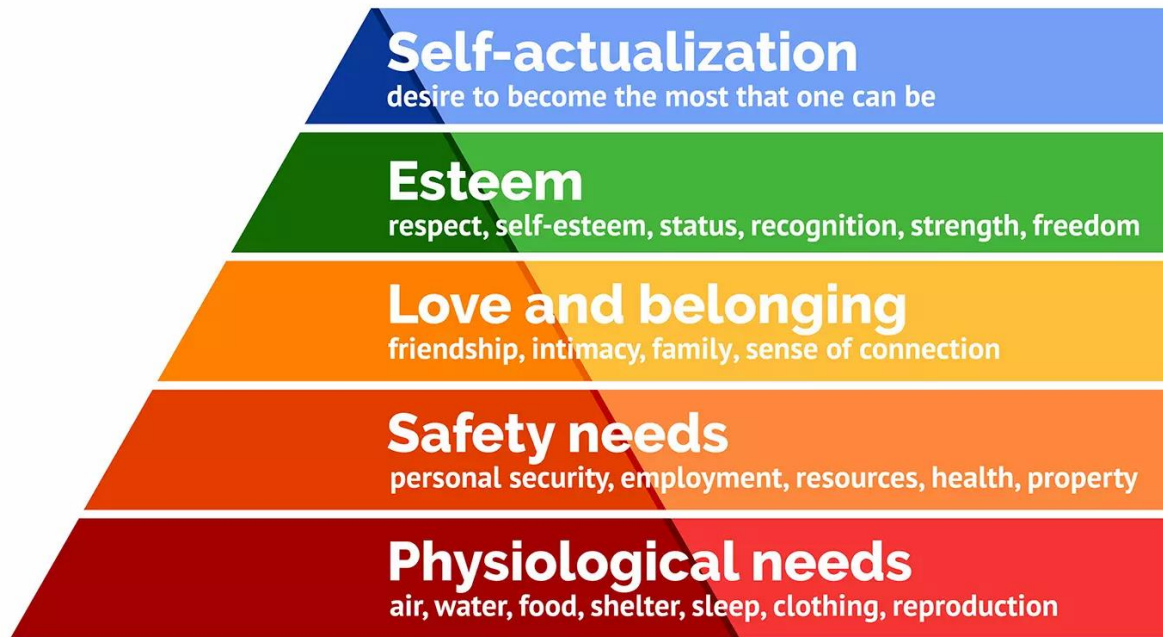 Self-actualization
desire to become the most that one can be
Esteem
respect, self-esteem, status, recognition, strength, freedom
Love and belonging
friendship, intimacy, family, sense of connection
Safety needs
personal security, employment, resources, health, property
Physiological needs
air, water, food, shelter, sleep, clothing, reproduction